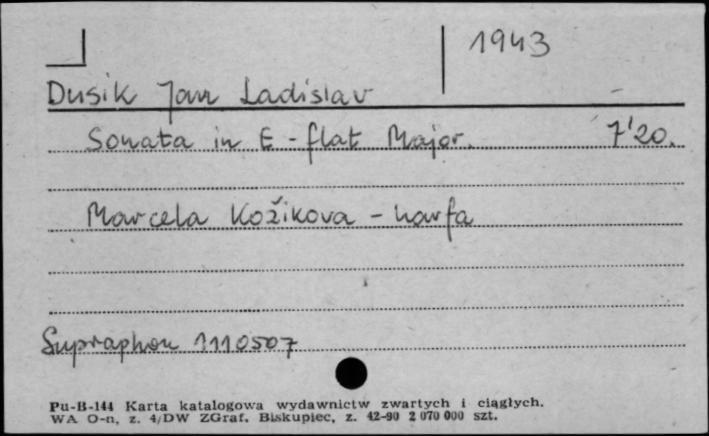 1943
Dusik Jan Ladislav -
Sonata in E-flat Major. 7'20.
Marcela Kožikova - harfa
Supraphon 1110507
Pu-B-144 Karta katalogowa wydawnictw zwartych i ciągłych.
WA O-n, z. 4/DW ZGraf. Biskupiec, z. 42-90 2 070 000 szt.